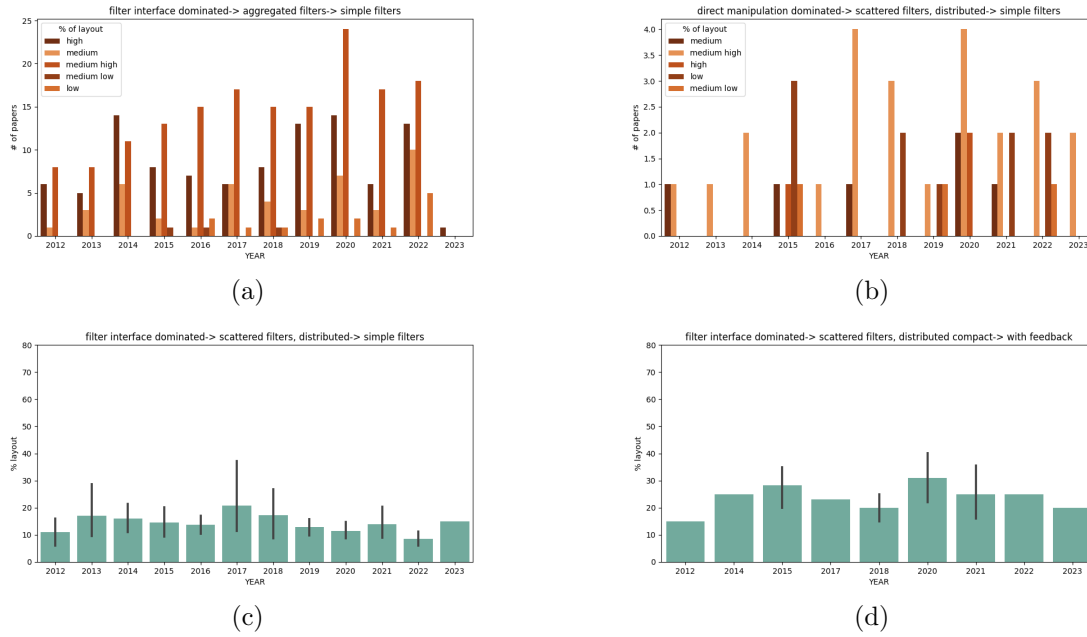 filter interface dominated-> aggregated filters-> simple filters
25
20
15
10
5
0
# of papers
% of layout
high
medium
medium high
medium low
low
2012 2013 2014 2015 2016 2017 2018 2019 2020 2021 2022 2023
YEAR
(a)
direct manipulation dominated-> scattered filters, distributed-> simple filters
4.0
3.5
3.0
2.5
2.0
1.5
1.0
0.5
0.0
# of papers
% of layout
medium
medium high
high
low
medium low
2012 2013 2014 2015 2016 2017 2018 2019 2020 2021 2022 2023
YEAR
(b)
filter interface dominated-> scattered filters, distributed-> simple filters
80
70
60
50
40
30
20
10
0
% layout
2012 2013 2014 2015 2016 2017 2018 2019 2020 2021 2022 2023
YEAR
(c)
filter interface dominated-> scattered filters, distributed compact-> with feedback
80
70
60
50
40
30
20
10
0
% layout
2012 2014 2015 2017 2018 2020 2021 2022 2023
YEAR
(d)